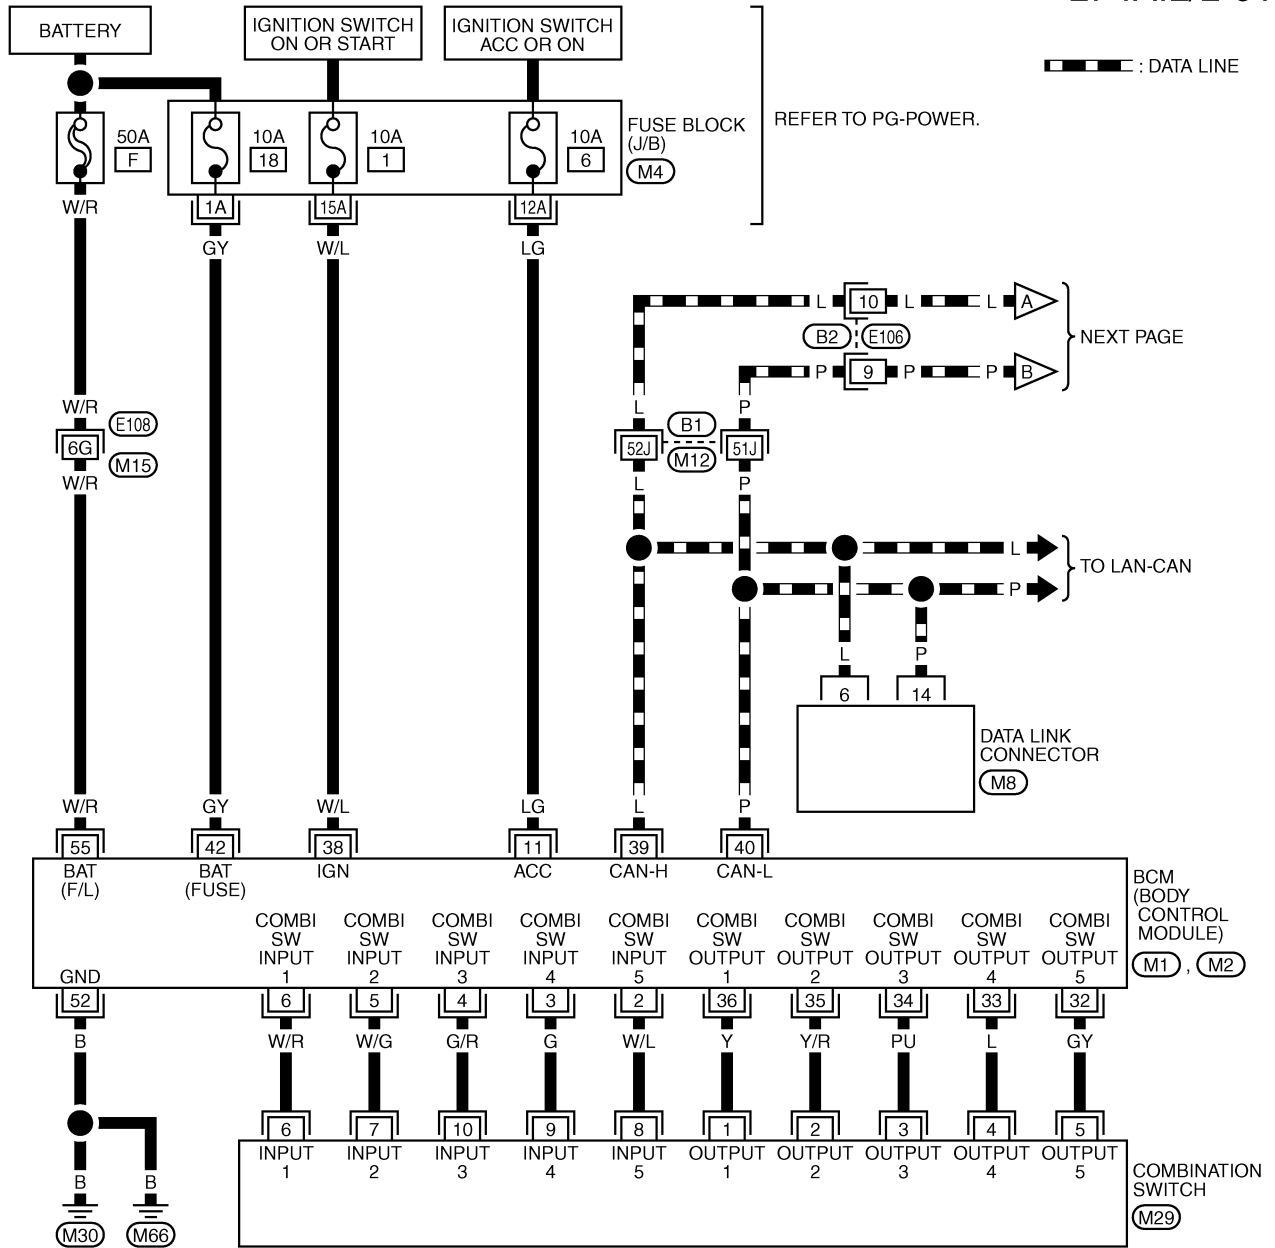 BATTERY
IGNITION SWITCH
ON OR START
IGNITION SWITCH
ACC OR ON
: DATA LINE
50A
F
10A
18
10A
1
10A
6
FUSE BLOCK
(J/B)
M4
REFER TO PG-POWER.
W/R
1A
15A
12A
GY
W/L
LG
L
10
L
L
A
B2
E106
NEXT PAGE
P
9
P
P
B
W/R
L
P
E108
6G
M15
B1
52J
51J
M12
W/R
L
P
L
TO LAN-CAN
P
L
P
6
14
DATA LINK
CONNECTOR
M8
W/R
GY
W/L
LG
L
P
55
42
38
11
39
40
BAT
(F/L)
BAT
(FUSE)
IGN
ACC
CAN-H
CAN-L
BCM
(BODY
CONTROL
MODULE)
M1 , M2
COMBI
SW
INPUT
1
COMBI
SW
INPUT
2
COMBI
SW
INPUT
3
COMBI
SW
INPUT
4
COMBI
SW
INPUT
5
COMBI
SW
OUTPUT
1
COMBI
SW
OUTPUT
2
COMBI
SW
OUTPUT
3
COMBI
SW
OUTPUT
4
COMBI
SW
OUTPUT
5
GND
52
6
5
4
3
2
36
35
34
33
32
B
W/R
W/G
G/R
G
W/L
Y
Y/R
PU
L
GY
6
7
10
9
8
1
2
3
4
5
INPUT
1
INPUT
2
INPUT
3
INPUT
4
INPUT
5
OUTPUT
1
OUTPUT
2
OUTPUT
3
OUTPUT
4
OUTPUT
5
COMBINATION
SWITCH
M29
B
B
M30
M66